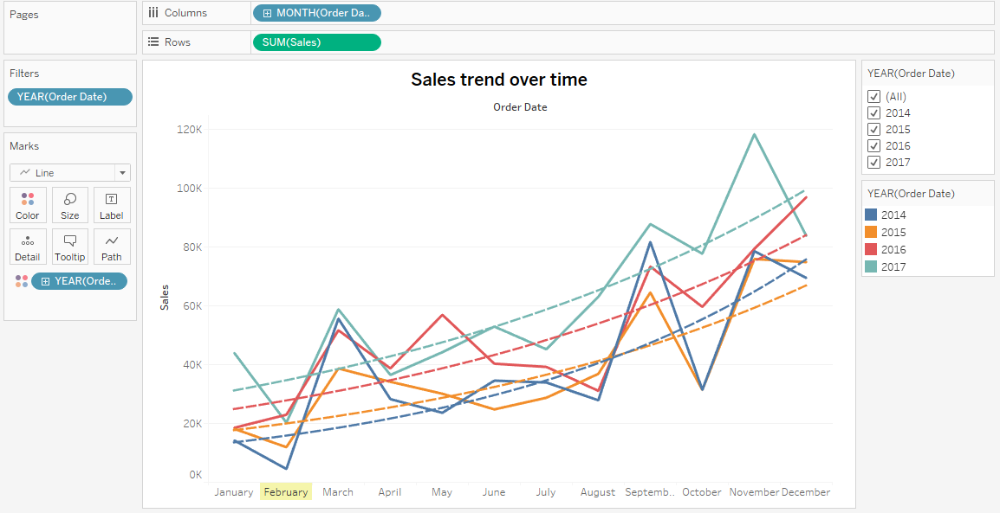 Pages
Columns
MONTH(Order Da..
Rows
SUM(Sales)
Filters
YEAR(Order Date)
Marks
Line
Color
Size
Label
Detail
Tooltip
Path
YEAR(Orde..
Sales trend over time
Order Date
Sales
120K
100K
80K
60K
40K
20K
0K
January February March April May June July August Septemb.. October November December
YEAR(Order Date)
(All)
2014
2015
2016
2017
YEAR(Order Date)
2014
2015
2016
2017